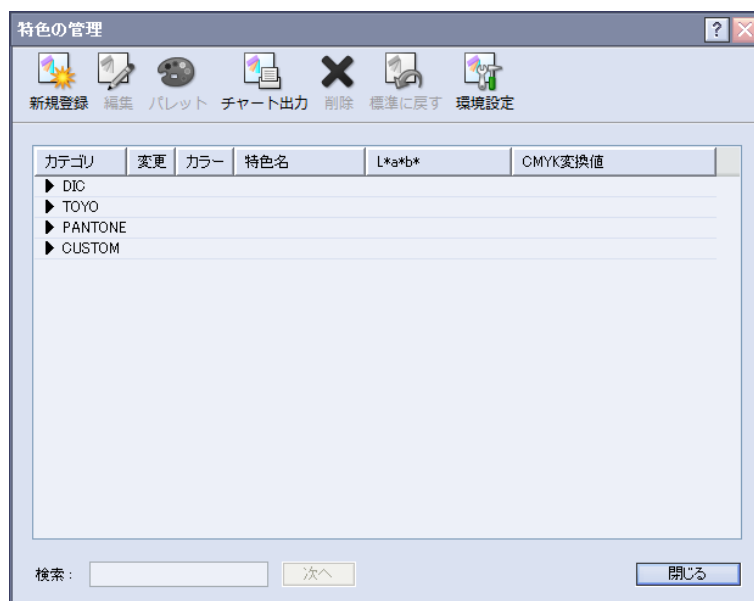 特色の管理
新規登録 編集 パレット チャート出力 削除 標準に戻す 環境設定
カテゴリ 変更 カラー 特色名 L*a*b* CMYK変換値
DIC
TOYO
PANTONE
CUSTOM
検索： 次へ 閉じる